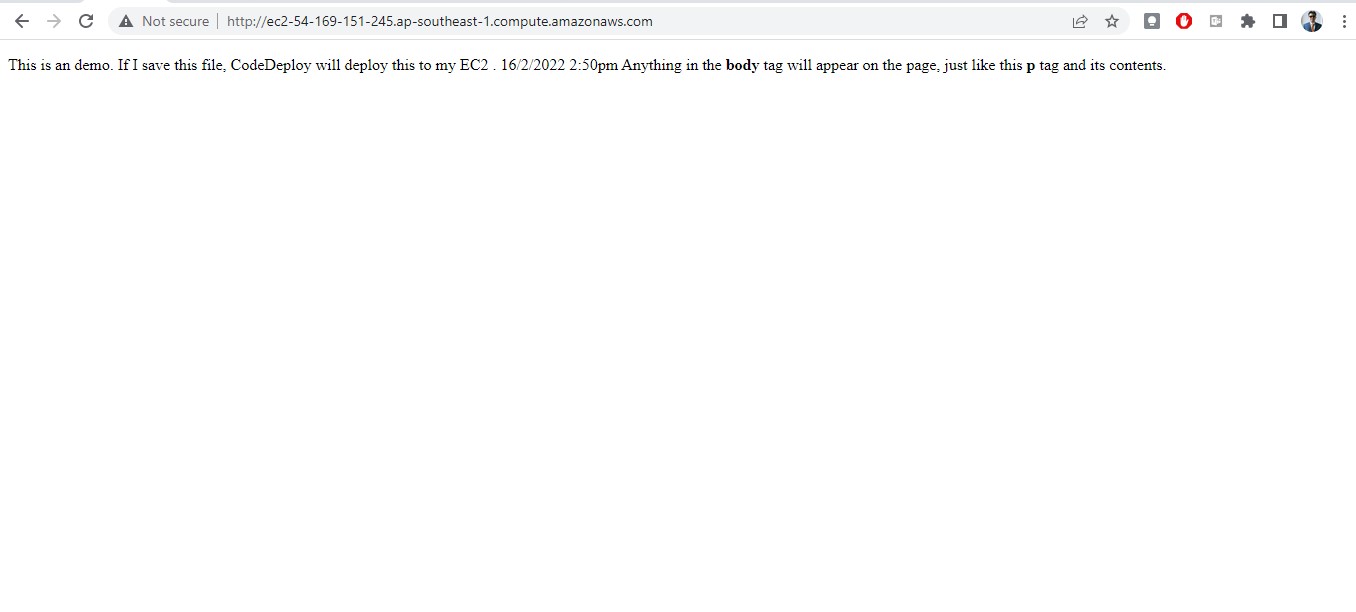 Not secure
http://ec2-54-169-151-245.ap-southeast-1.compute.amazonaws.com
This is an demo. If I save this file, CodeDeploy will deploy this to my EC2 . 16/2/2022 2:50pm Anything in the body tag will appear on the page, just like this p tag and its contents.